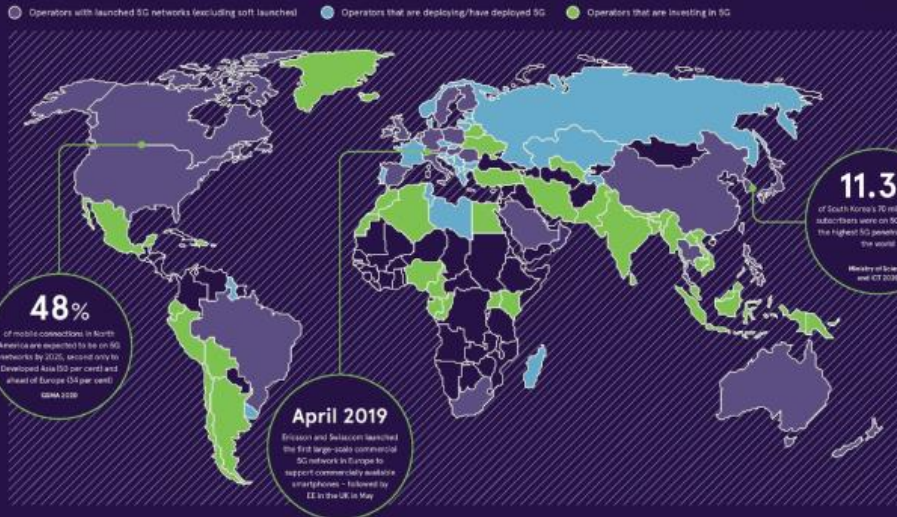 Operators with launched 5G networks (excluding soft launches)
Operators that are deploying/have deployed 5G
Operators that are investing in 5G
48%
of mobile connections in North
America are expected to be on 5G
networks by 2025, second only to
Developed Asia (50 per cent) and
ahead of Europe (34 per cent)
GSMA 2020
April 2019
Ericsson and Swisscom launched
the first large-scale commercial
5G network in Europe to
support commercially available
smartphones – followed by
EE in the UK in May
11.3
of South Korea's 70 mi
subscribers were on 5G
the highest 5G penetra
the world
Ministry of Scien
and ICT 2020